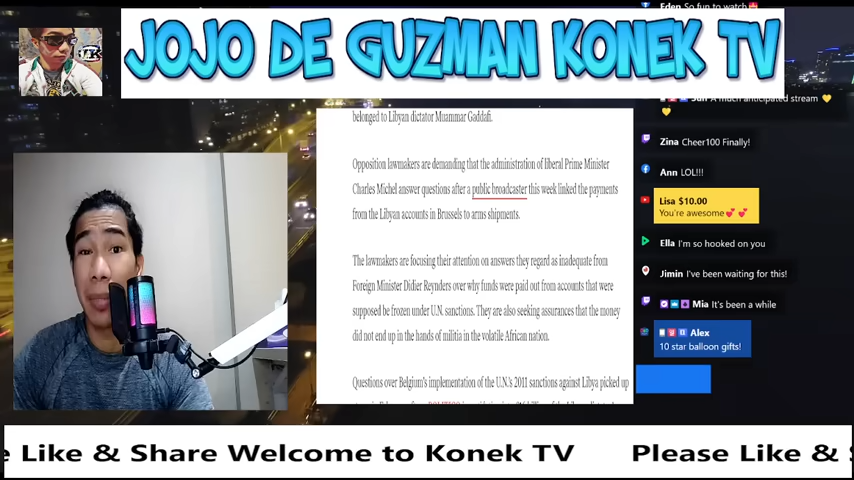 JOJO DE GUZMAN KONEK TV
belonged to Libyan dictator Muammar Gaddafi.
Opposition lawmakers are demanding that the administration of liberal Prime Minister
Charles Michel answer questions after a public broadcaster this week linked the payments
from the Libyan accounts in Brussels to arms shipments.
The lawmakers are focusing their attention on answers they regard as inadequate from
Foreign Minister Didier Reynders over why funds were paid out from accounts that were
supposed be frozen under U.N. sanctions. They are also seeking assurances that the money
did not end up in the hands of militia in the volatile African nation.
Questions over Belgium's implementation of the U.N.'s 2011 sanctions against Libya picked up
Eden So fun to watch
A much anticipated stream 💛
💛
Zina Cheer100 Finally!
Ann LOL!!!
Lisa $10.00
You're awesome 💕💕
Ella I'm so hooked on you
Jimin I've been waiting for this!
Mia It's been a while
Alex
10 star balloon gifts!
Like & Share Welcome to Konek TV Please Like &